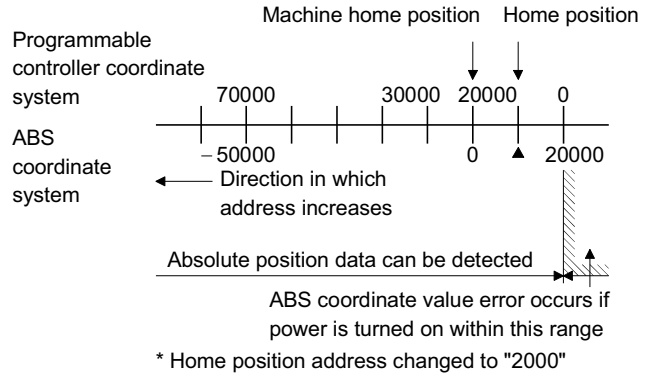 Machine home position Home position
Programmable
controller coordinate
system
70000 30000 20000 0
ABS
coordinate
system
–50000 0 20000
Direction in which
address increases
Absolute position data can be detected
ABS coordinate value error occurs if
power is turned on within this range
* Home position address changed to "2000"